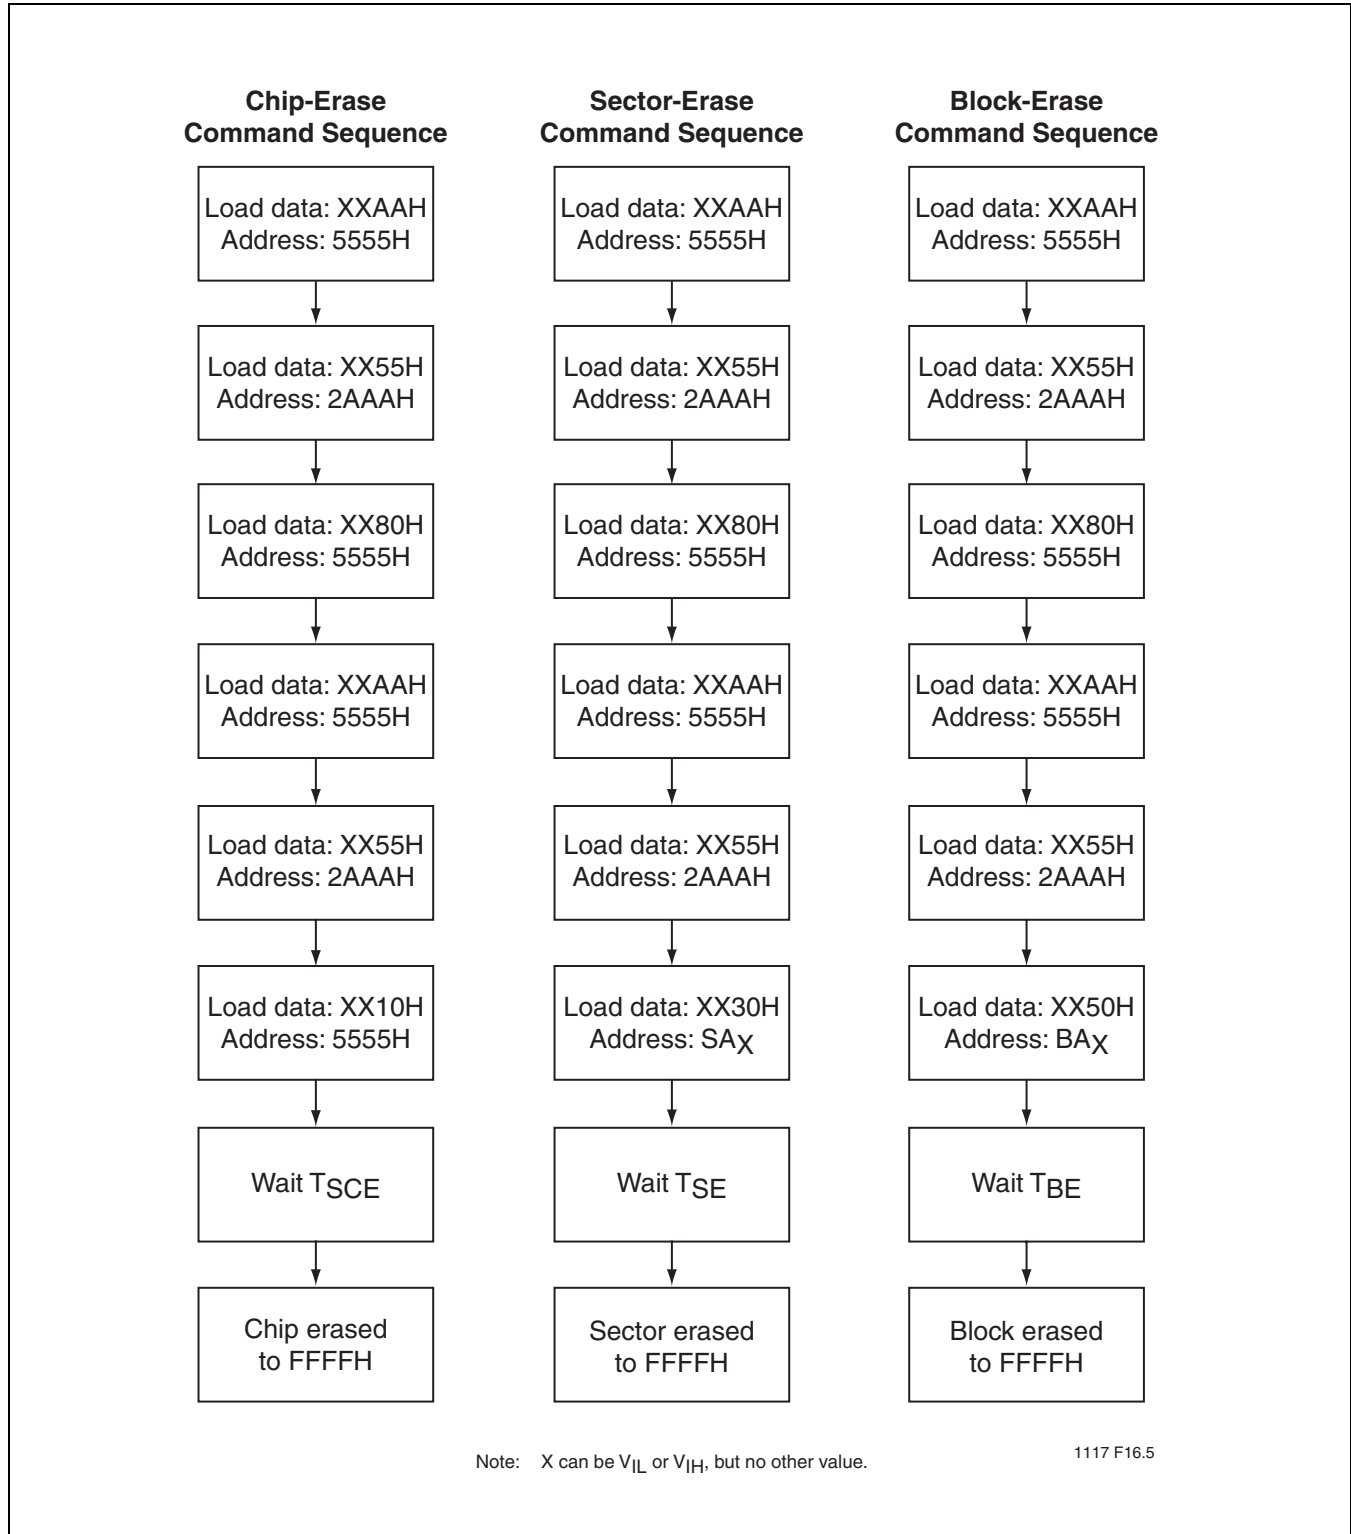 Chip-Erase
Command Sequence
Load data: XXAAH
Address: 5555H
Load data: XX55H
Address: 2AAAH
Load data: XX80H
Address: 5555H
Load data: XXAAH
Address: 5555H
Load data: XX55H
Address: 2AAAH
Load data: XX10H
Address: 5555H
Wait TSCE
Chip erased
to FFFFH
Sector-Erase
Command Sequence
Load data: XXAAH
Address: 5555H
Load data: XX55H
Address: 2AAAH
Load data: XX80H
Address: 5555H
Load data: XXAAH
Address: 5555H
Load data: XX55H
Address: 2AAAH
Load data: XX30H
Address: SAX
Wait TSE
Sector erased
to FFFFH
Block-Erase
Command Sequence
Load data: XXAAH
Address: 5555H
Load data: XX55H
Address: 2AAAH
Load data: XX80H
Address: 5555H
Load data: XXAAH
Address: 5555H
Load data: XX55H
Address: 2AAAH
Load data: XX50H
Address: BAX
Wait TBE
Block erased
to FFFFH
Note: X can be VIL or VIH, but no other value.
1117 F16.5